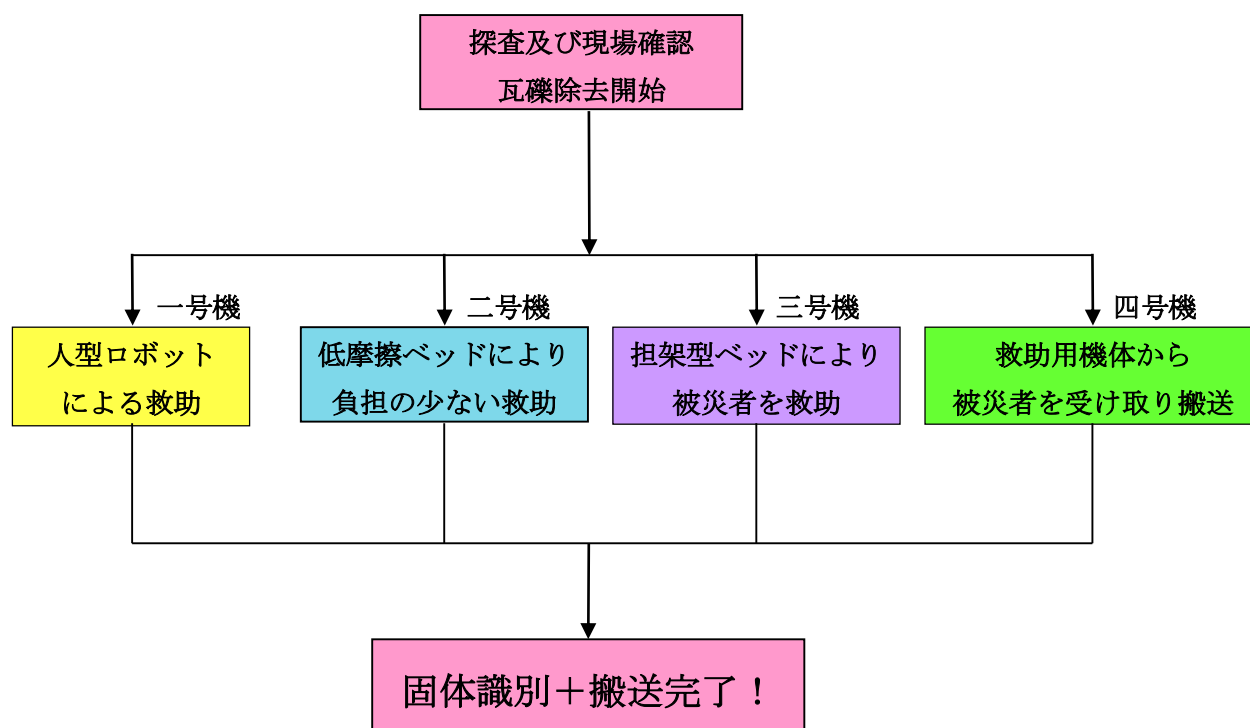 探査及び現場確認
瓦礫除去開始
一号機
人型ロボット
による救助
二号機
低摩擦ベッドにより
負担の少ない救助
三号機
担架型ベッドにより
被災者を救助
四号機
救助用機体から
被災者を受け取り搬送
固体識別＋搬送完了！